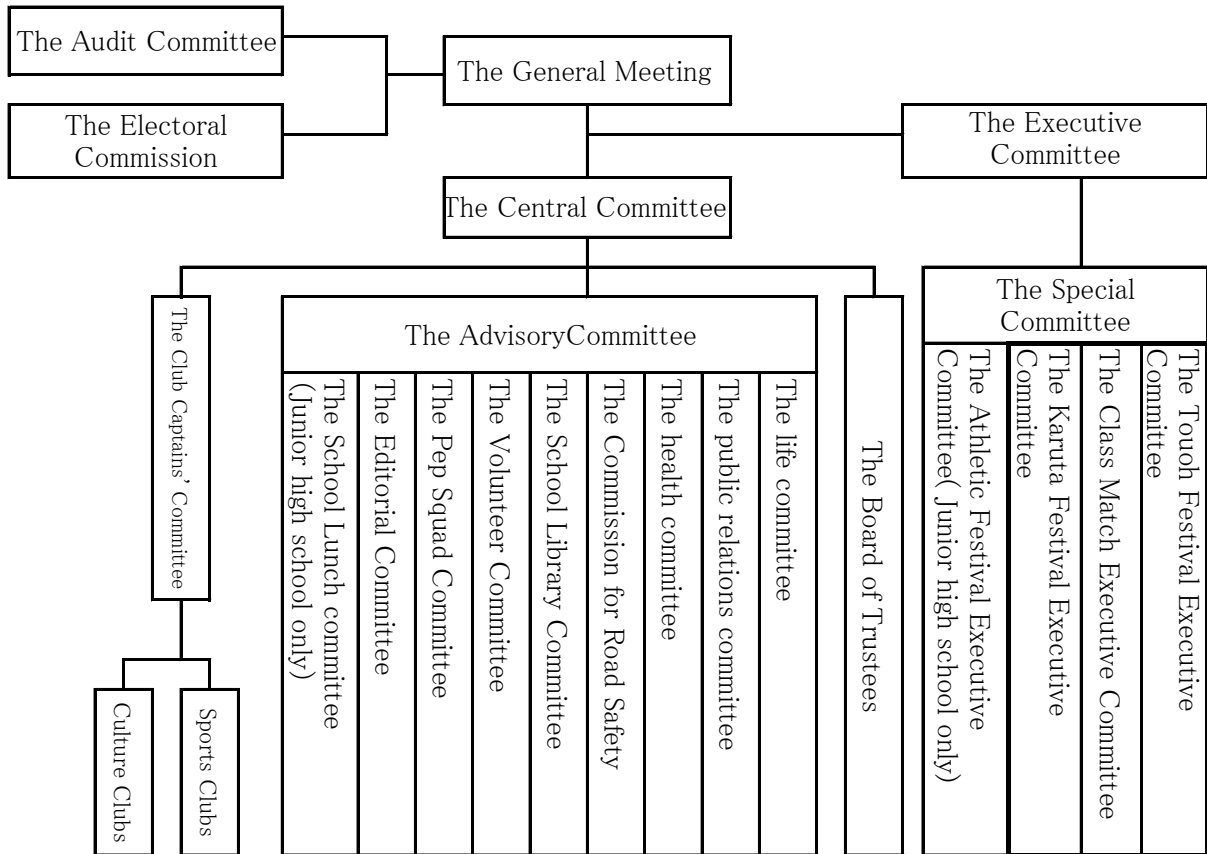 The Audit Committee
The General Meeting
The Electoral
Commission
The Executive
Committee
The Central Committee
The Club Captains' Committee
The AdvisoryCommittee
The Special
Committee
The School Lunch committee
(Junior high school only)
The Editorial Committee
The Pep Squad Committee
The Volunteer Committee
The School Library Committee
The Commission for Road Safety
The health committee
The public relations committee
The life committee
The Board of Trustees
The Athletic Festival Executive
Committee( Junior high school only)
The Karuta Festival Executive
Committee
The Class Match Executive Committee
The Touoh Festival Executive
Committee
Culture Clubs
Sports Clubs